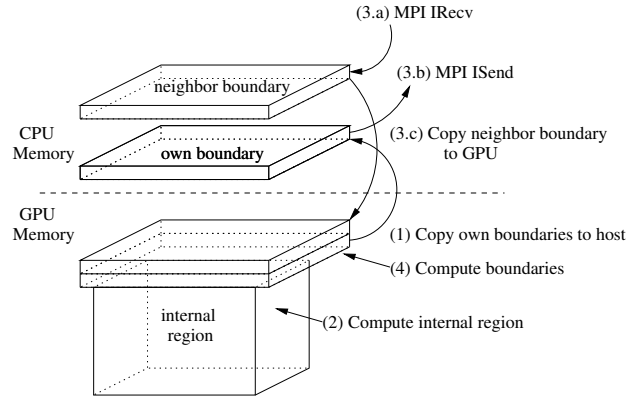 (3.a) MPI IRecv
neighbor boundary
(3.b) MPI ISend
CPU
Memory
own boundary
(3.c) Copy neighbor boundary
to GPU
GPU
Memory
(1) Copy own boundaries to host
(4) Compute boundaries
internal
region
(2) Compute internal region